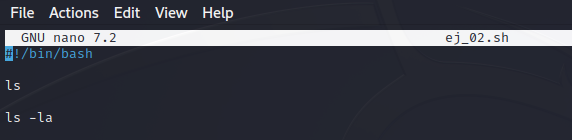 File Actions Edit View Help
GNU nano 7.2 ej_02.sh
#!/bin/bash
ls
ls -la